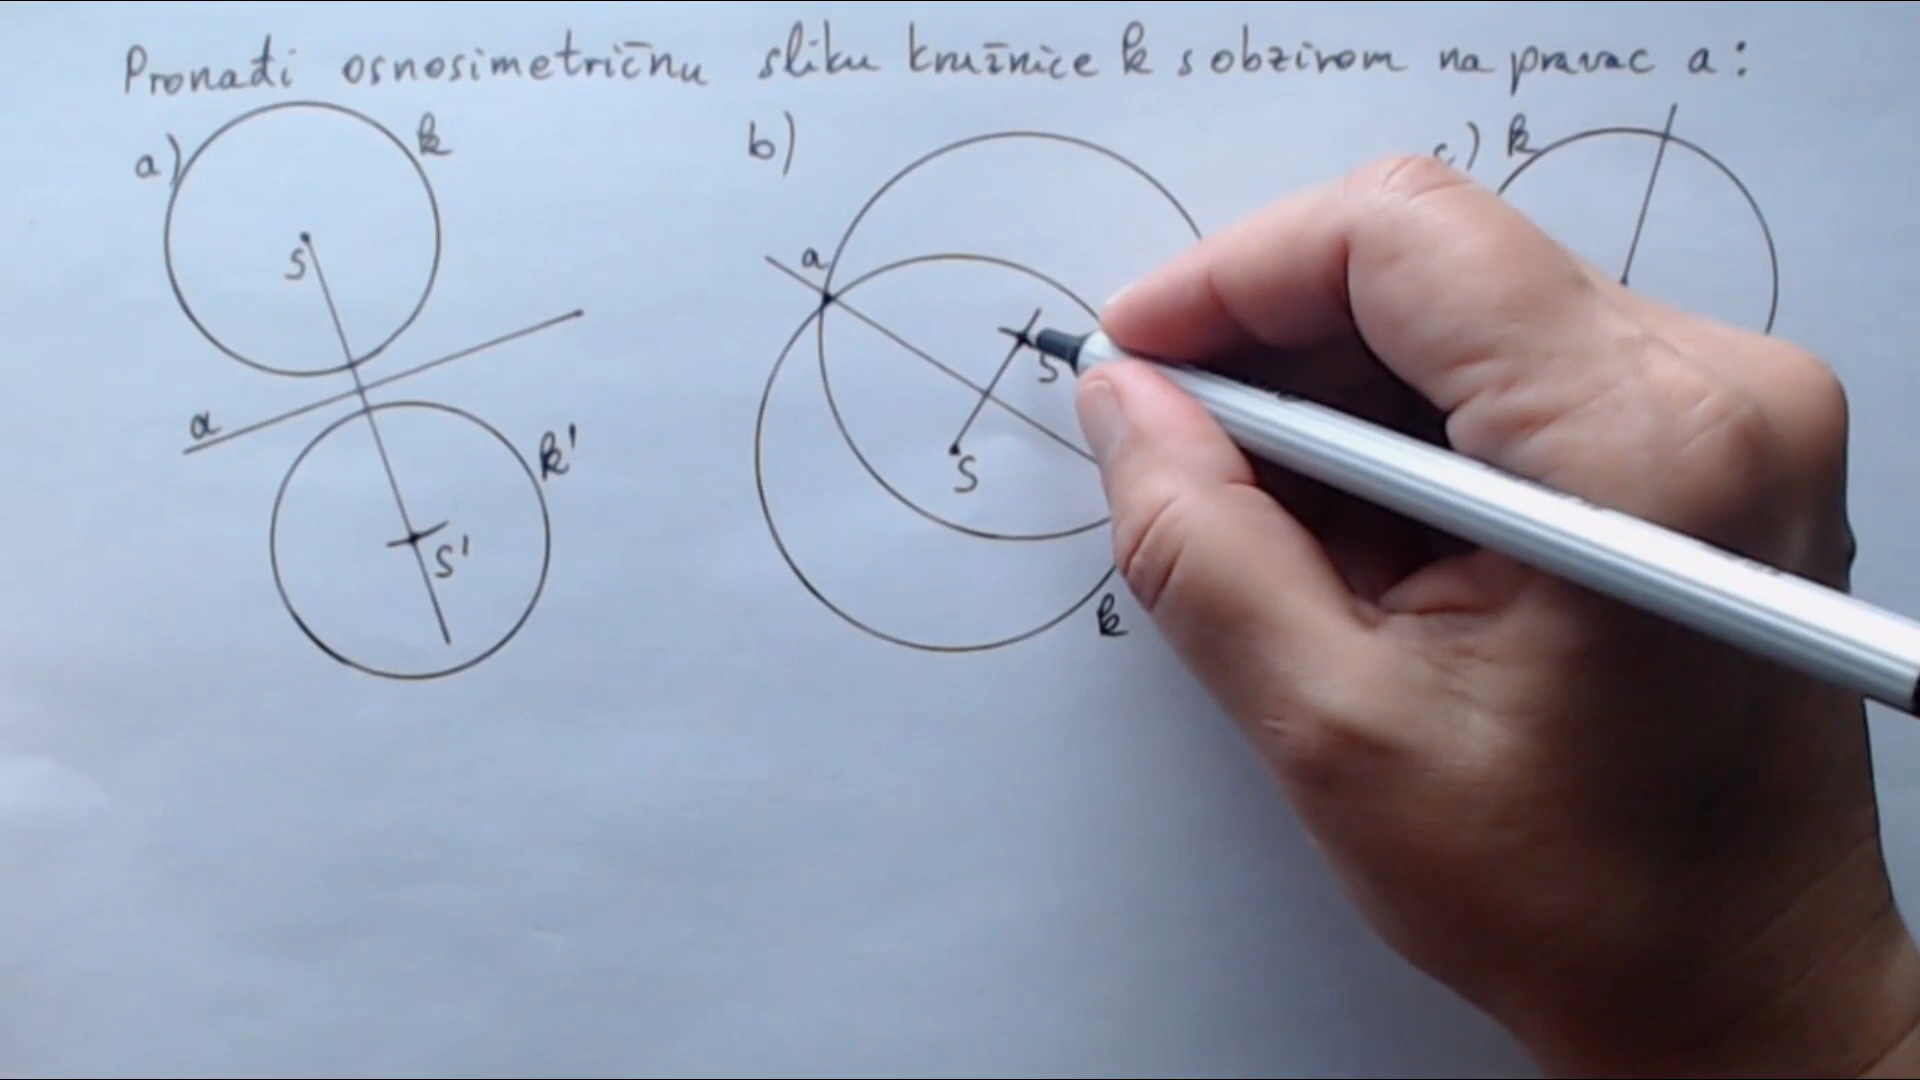 Pronađi osnosimetričnu sliku kružnice k s obzirom na pravac a:
a) k
b)
c) k
a
S
S
S
a
k'
S'
k